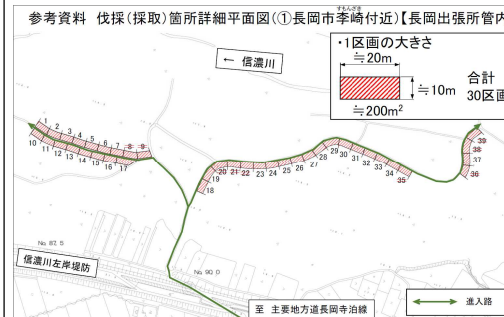 参考資料 伐採(採取)箇所詳細平面図(①長岡市李崎付近)【長岡出張所管内
すもんざき
← 信濃川
・1区画の大きさ
≒20m
≒10m
≒200m²
合計
30区画
1 2 3 4 5 6 7 8 9
10 11 12 13 14 15 16 17
18 19 20 21 22 23 24 25 26 27 28 29 30 31 32 33 34 35
39
38
37
36
No. 87. 5
信濃川左岸堤防
No. 90. 0
至 主要地方道長岡寺泊線
進入路